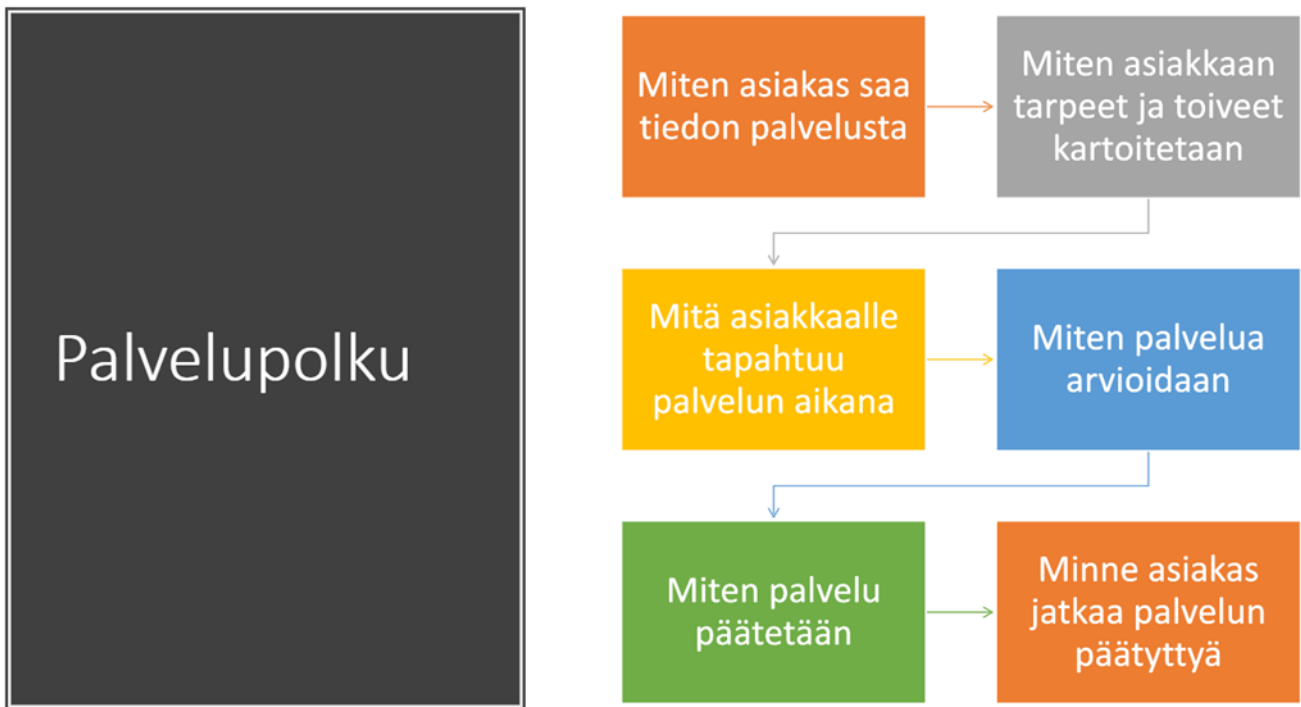 Palvelupolku
Miten asiakas saa
tiedon palvelusta
Miten asiakkaan
tarpeet ja toiveet
kartoitetaan
Mitä asiakkaalle
tapahtuu
palvelun aikana
Miten palvelua
arvioidaan
Miten palvelu
päätetään
Minne asiakas
jatkaa palvelun
päätyttyä